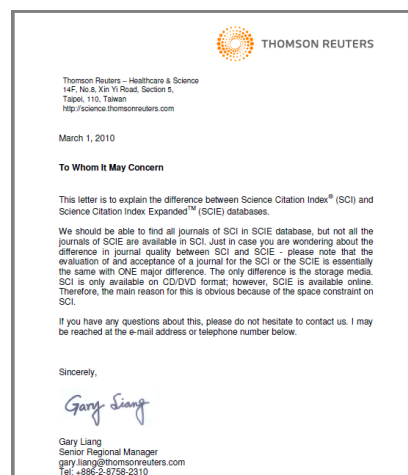 THOMSON REUTERS
Thomson Reuters – Healthcare & Science
14F, No.8, Xin Yi Road, Section 5,
Taipei, 110, Taiwan
http://science.thomsonreuters.com
March 1, 2010
To Whom It May Concern
This letter is to explain the difference between Science Citation Index® (SCI) and
Science Citation Index Expanded™ (SCIE) databases.
We should be able to find all journals of SCI in SCIE database, but not all the
journals of SCIE are available in SCI. Just in case you are wondering about the
difference in journal quality between SCI and SCIE - please note that the
evaluation of and acceptance of a journal for the SCI or the SCIE is essentially
the same with ONE major difference. The only difference is the storage media.
SCI is only available on CD/DVD format; however, SCIE is available online.
Therefore, the main reason for this is obvious because of the space constraint on
SCI.
If you have any questions about this, please do not hesitate to contact us. I may
be reached at the e-mail address or telephone number below.
Sincerely,
Gary Liang
Gary Liang
Senior Regional Manager
gary.liang@thomsonreuters.com
Tel: +886-2-8758-2310